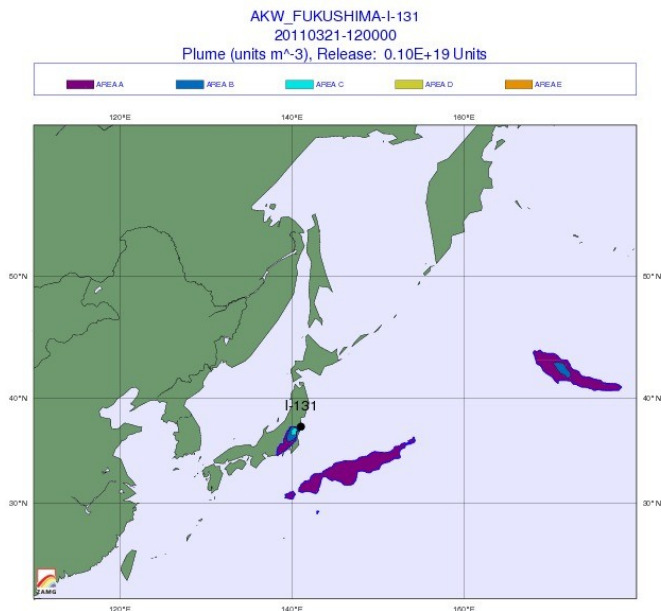 AKW_FUKUSHIMA-I-131
20110321-120000
Plume (units m^-3), Release: 0.10E+19 Units
AREA A AREA B AREA C AREA D AREA E
120°E 140°E 160°E
50°N 50°N
40°N 40°N
I-131
30°N 30°N
ZAMG
120°E 140°E 160°E